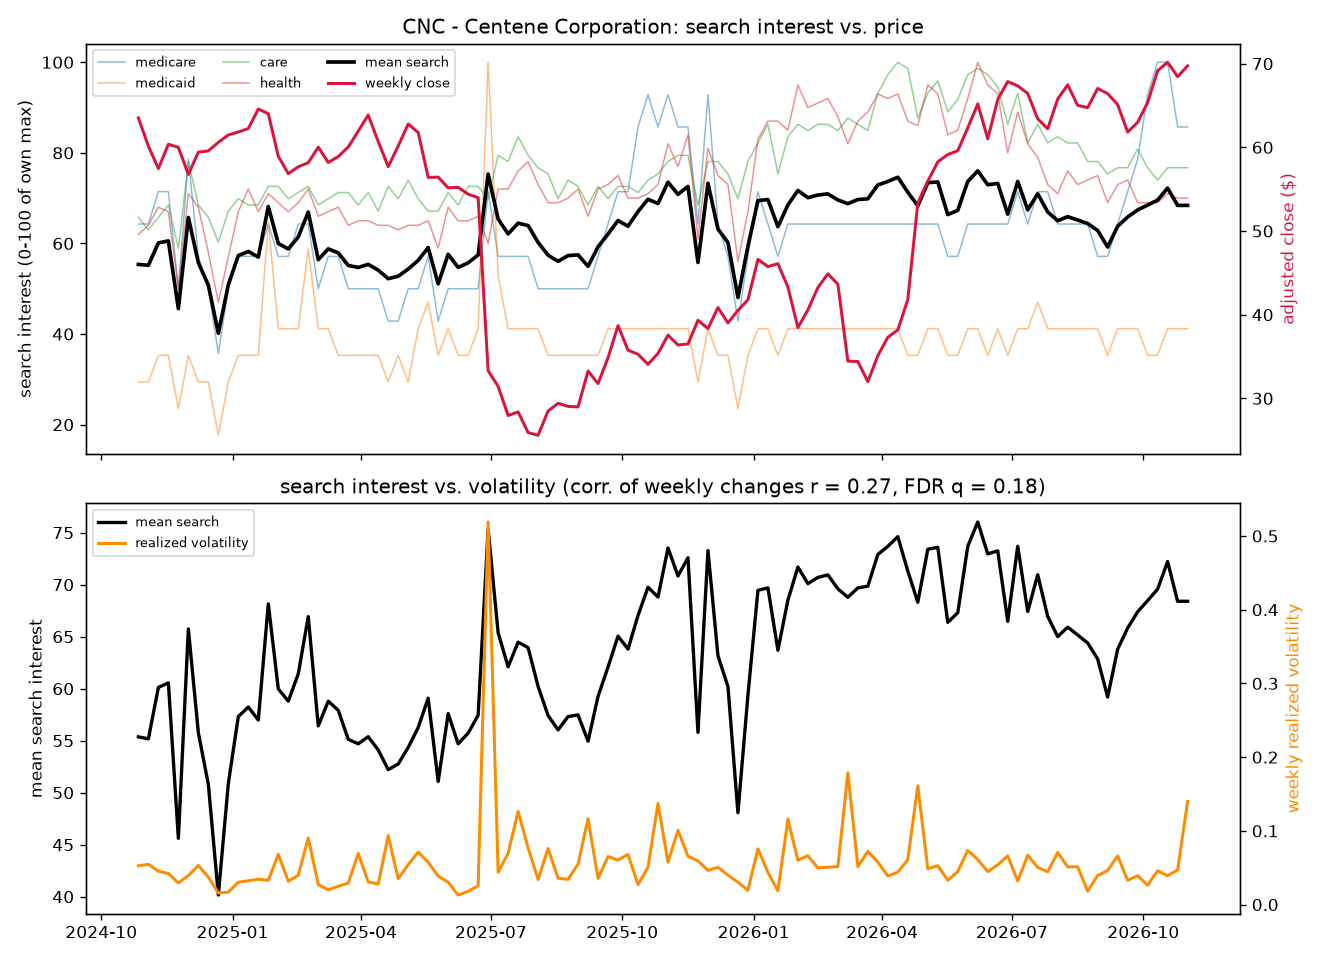 CNC - Centene Corporation: search interest vs. price
medicare
medicaid
care
health
mean search
weekly close
search interest (0-100 of own max)
100
80
60
40
20
adjusted close ($)
70
60
50
40
30
search interest vs. volatility (corr. of weekly changes r = 0.27, FDR q = 0.18)
mean search
realized volatility
mean search interest
75
70
65
60
55
50
45
40
weekly realized volatility
0.5
0.4
0.3
0.2
0.1
0.0
2024-10
2025-01
2025-04
2025-07
2025-10
2026-01
2026-04
2026-07
2026-10